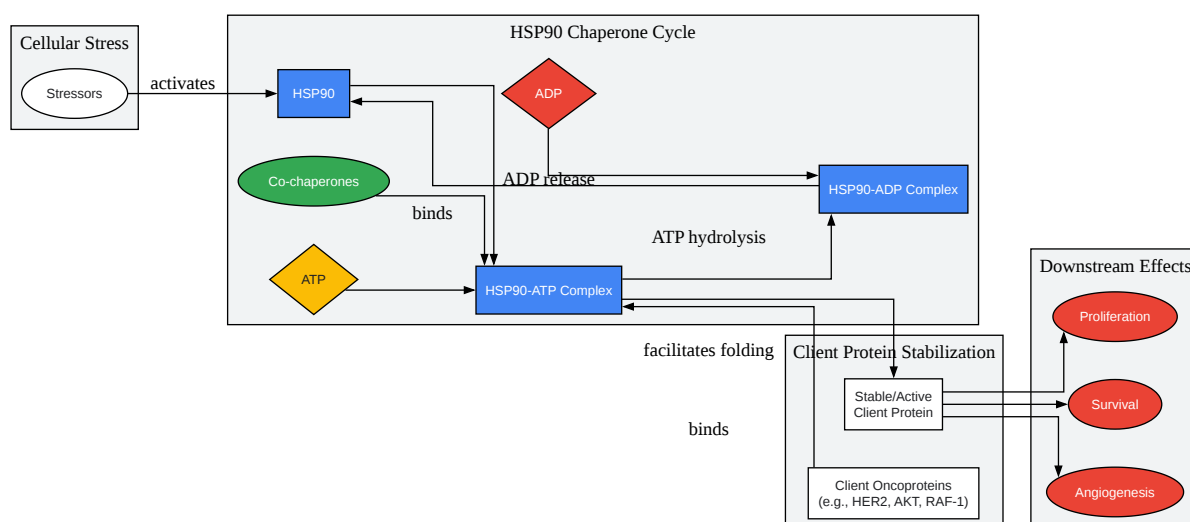 Cellular Stress
Stressors
activates
HSP90 Chaperone Cycle
HSP90
ADP
Co-chaperones
binds
ADP release
HSP90-ADP Complex
ATP hydrolysis
ATP
HSP90-ATP Complex
facilitates folding
binds
Client Protein Stabilization
Stable/Active
Client Protein
Client Oncoproteins
(e.g., HER2, AKT, RAF-1)
Downstream Effects
Proliferation
Survival
Angiogenesis